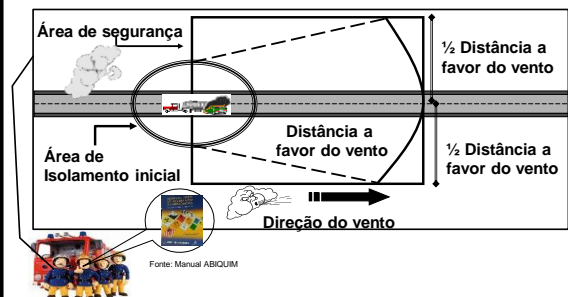 Área de segurança
½ Distância a
favor do vento
Distância a
favor do vento
Área de
Isolamento inicial
½ Distância a
favor do vento
Direção do vento
Fonte: Manual ABIQUIM